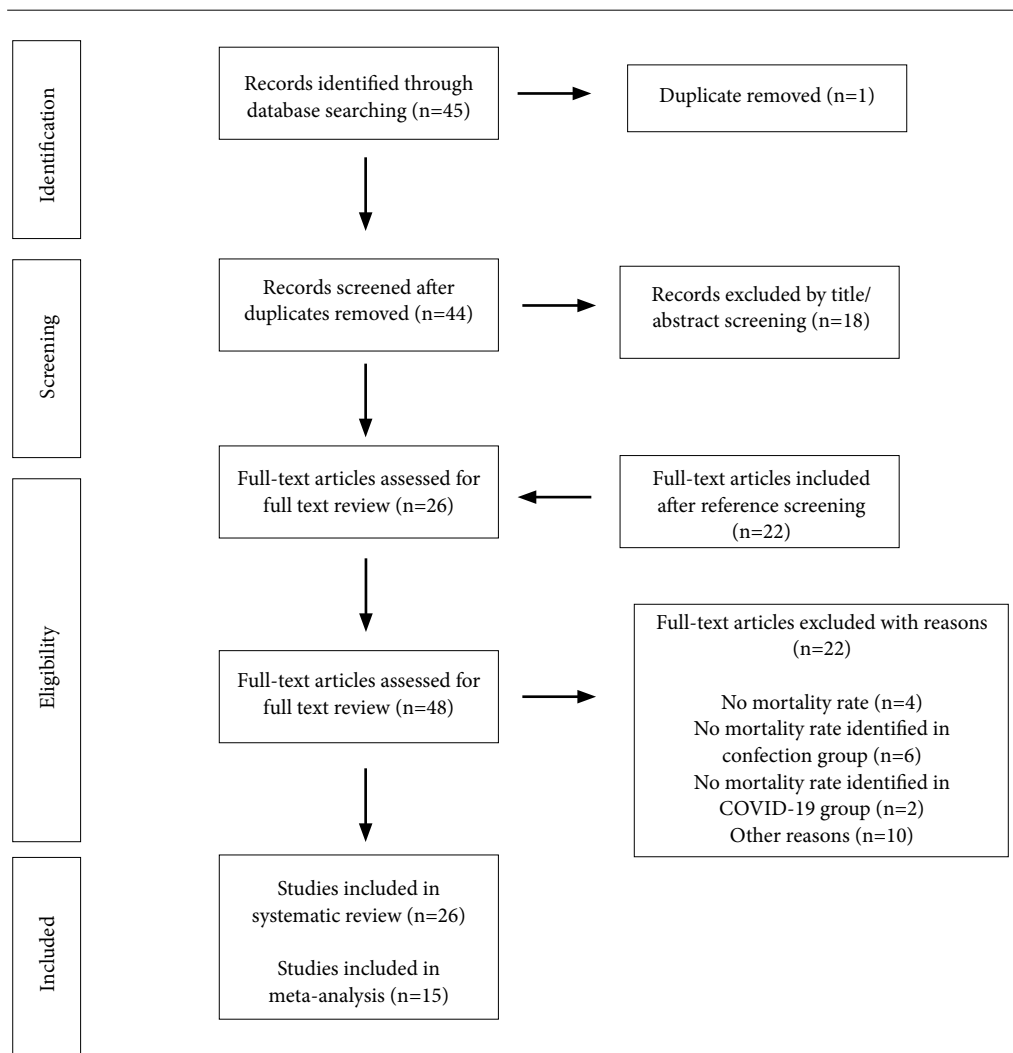 Identification
Records identified through
database searching (n=45)
Duplicate removed (n=1)
Screening
Records screened after
duplicates removed (n=44)
Records excluded by title/
abstract screening (n=18)
Eligibility
Full-text articles assessed for
full text review (n=26)
Full-text articles included
after reference screening
(n=22)
Full-text articles assessed for
full text review (n=48)
Full-text articles excluded with reasons
(n=22)
No mortality rate (n=4)
No mortality rate identified in
confection group (n=6)
No mortality rate identified in
COVID-19 group (n=2)
Other reasons (n=10)
Included
Studies included in
systematic review (n=26)
Studies included in
meta-analysis (n=15)